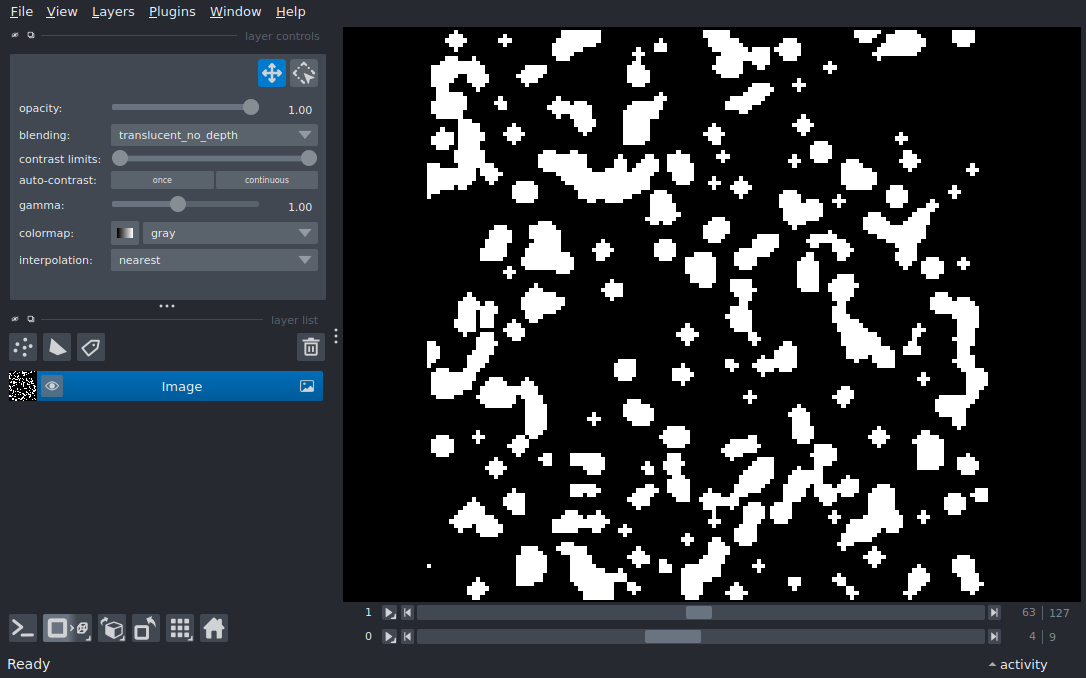 File View Layers Plugins Window Help
layer controls
opacity: 1.00
blending: translucent_no_depth
contrast limits:
auto-contrast: once continuous
gamma: 1.00
colormap: gray
interpolation: nearest
layer list
Image
1 63 127
0 4 9
Ready activity